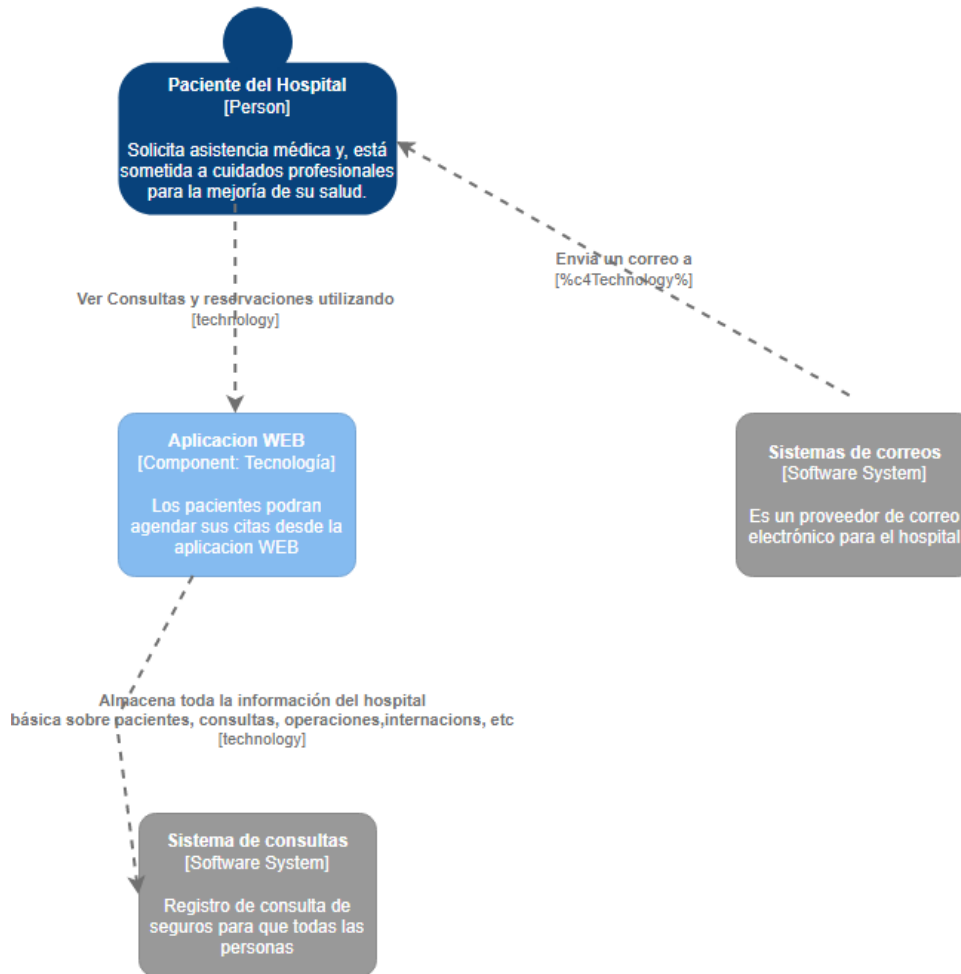 Paciente del Hospital
[Person]
Solicita asistencia médica y, está
sometida a cuidados profesionales
para la mejoría de su salud.
Envia un correo a
[%c4Technology%]
Ver Consultas y reservaciones utilizando
[technology]
Aplicacion WEB
[Component: Tecnología]
Los pacientes podran
agendar sus citas desde la
aplicacion WEB
Sistemas de correos
[Software System]
Es un proveedor de correo
electrónico para el hospital
Almacena toda la información del hospital
básica sobre pacientes, consultas, operaciones,internacions, etc
[technology]
Sistema de consultas
[Software System]
Registro de consulta de
seguros para que todas las
personas